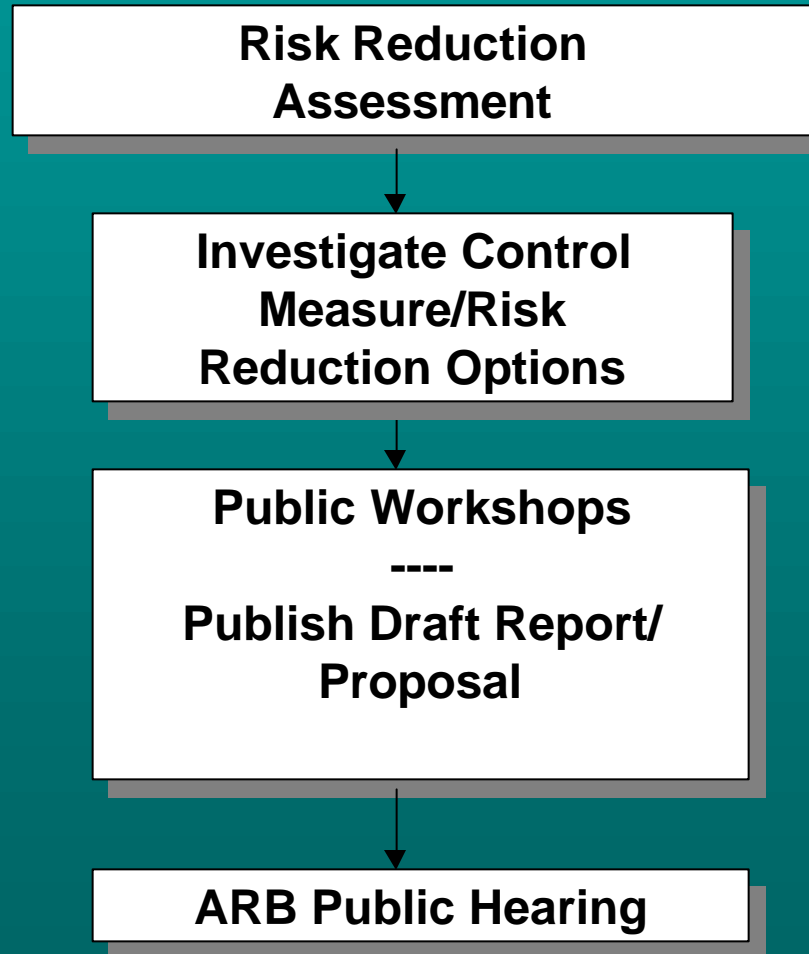 Risk Reduction
Assessment
Investigate Control
Measure/Risk
Reduction Options
Public Workshops
----
Publish Draft Report/
Proposal
ARB Public Hearing